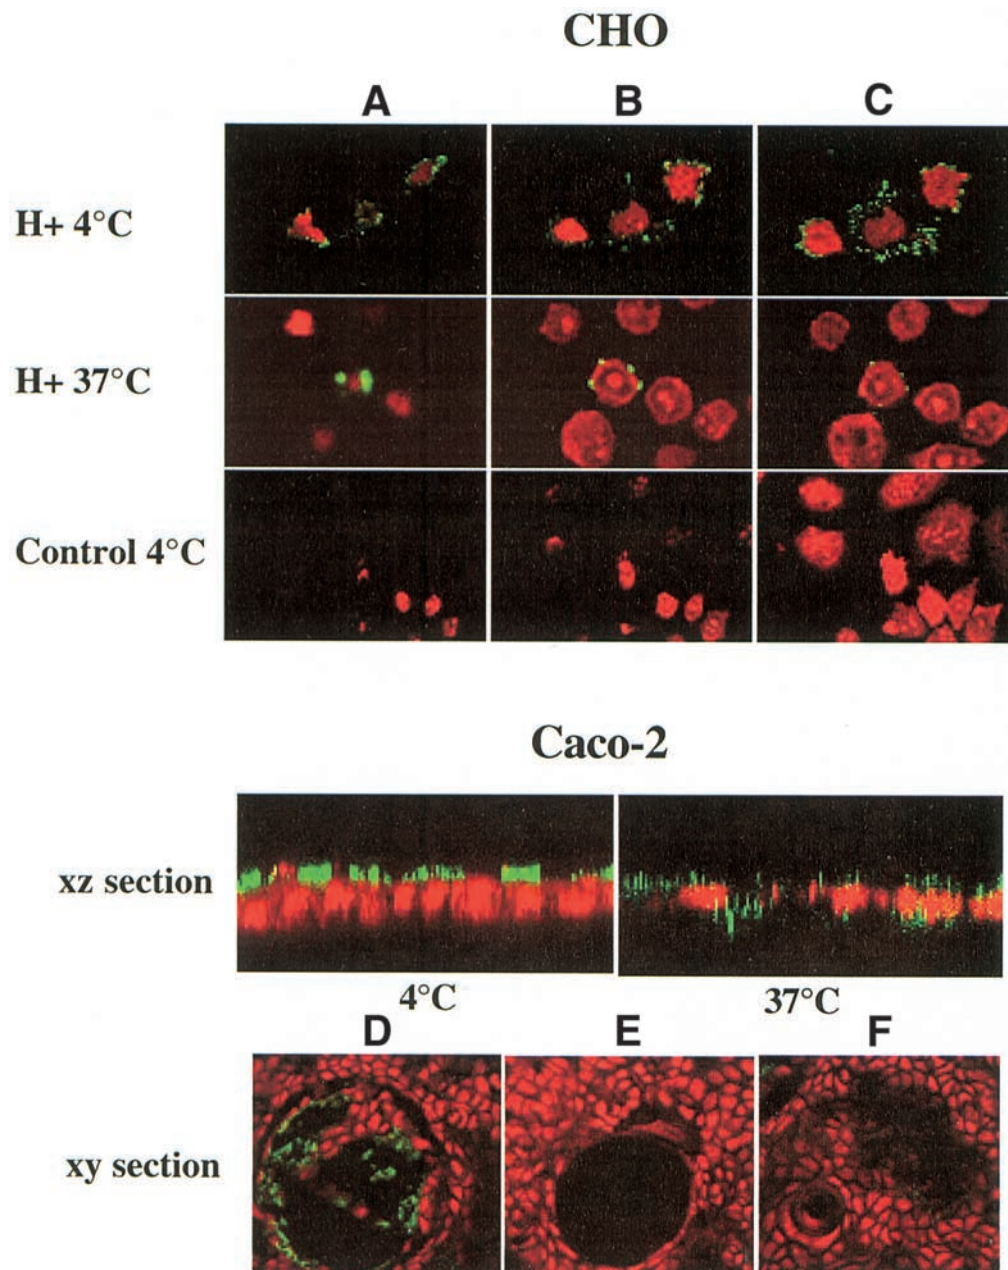 CHO
A B C
H+ 4°C
H+ 37°C
Control 4°C
Caco-2
xz section
4°C 37°C
D E F
xy section